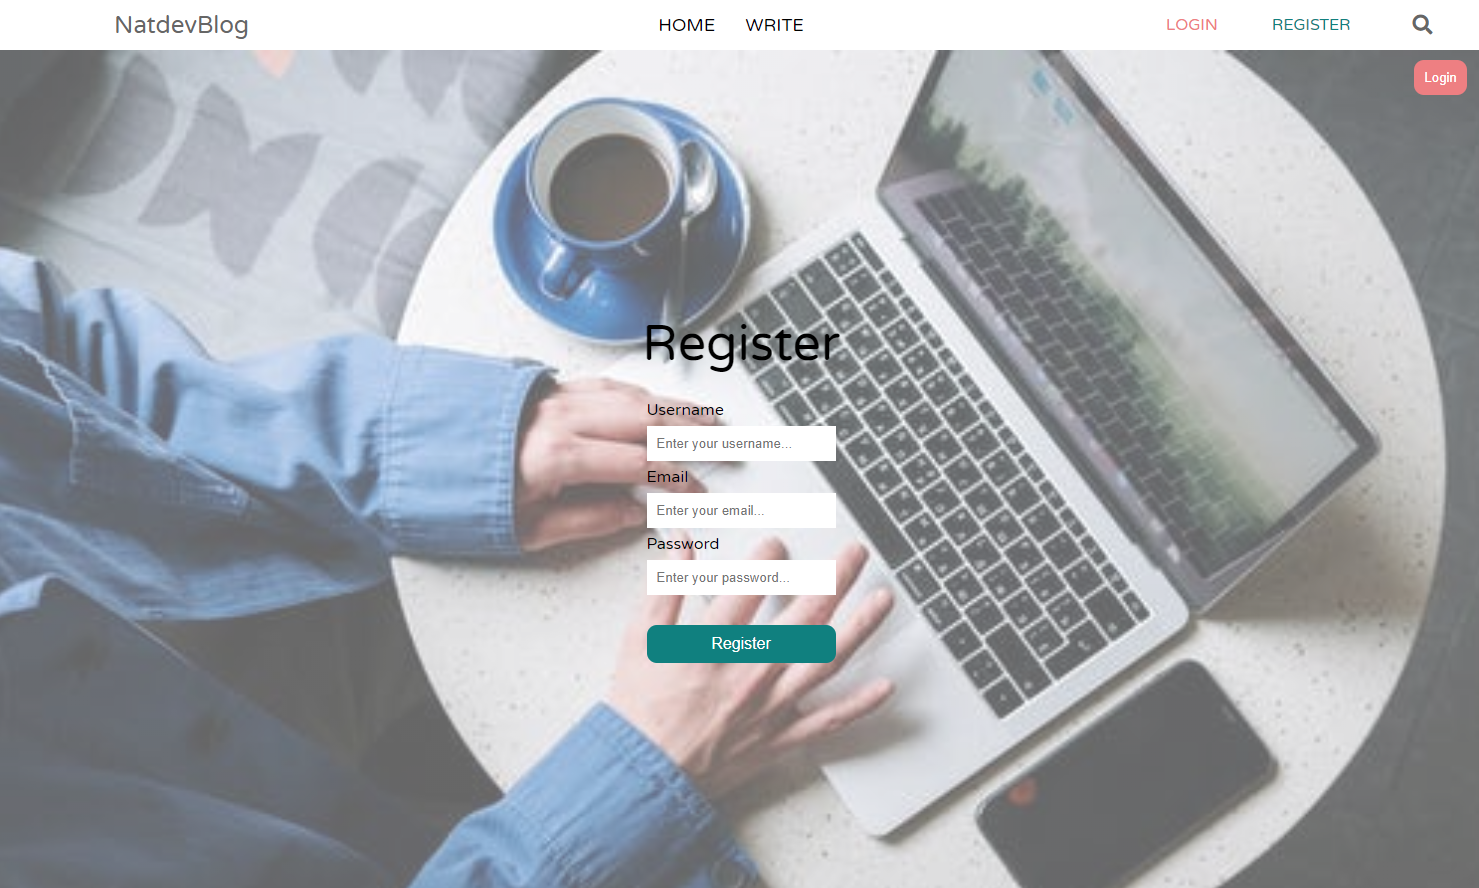 NatdevBlog
HOME WRITE
LOGIN REGISTER
Login
Register
Username
Enter your username...
Email
Enter your email...
Password
Enter your password...
Register